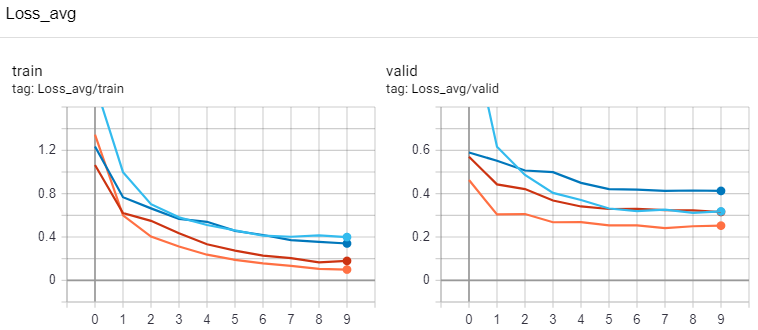 Loss_avg
train
tag: Loss_avg/train
1.2
0.8
0.4
0
0 1 2 3 4 5 6 7 8 9
valid
tag: Loss_avg/valid
0.6
0.4
0.2
0
0 1 2 3 4 5 6 7 8 9